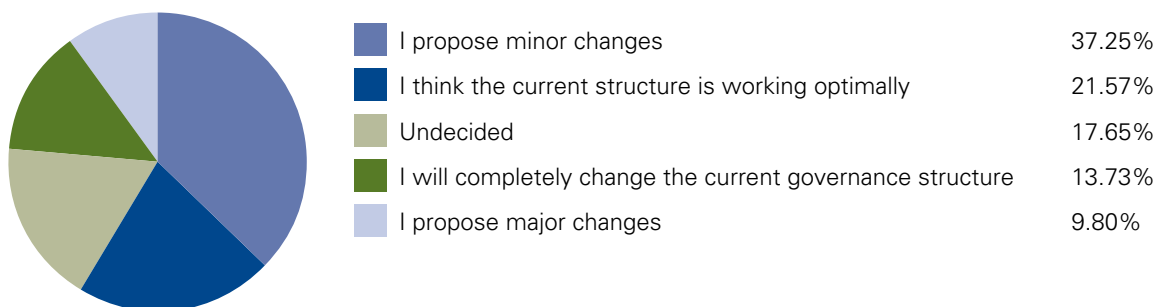 I propose minor changes 37.25%
I think the current structure is working optimally 21.57%
Undecided 17.65%
I will completely change the current governance structure 13.73%
I propose major changes 9.80%